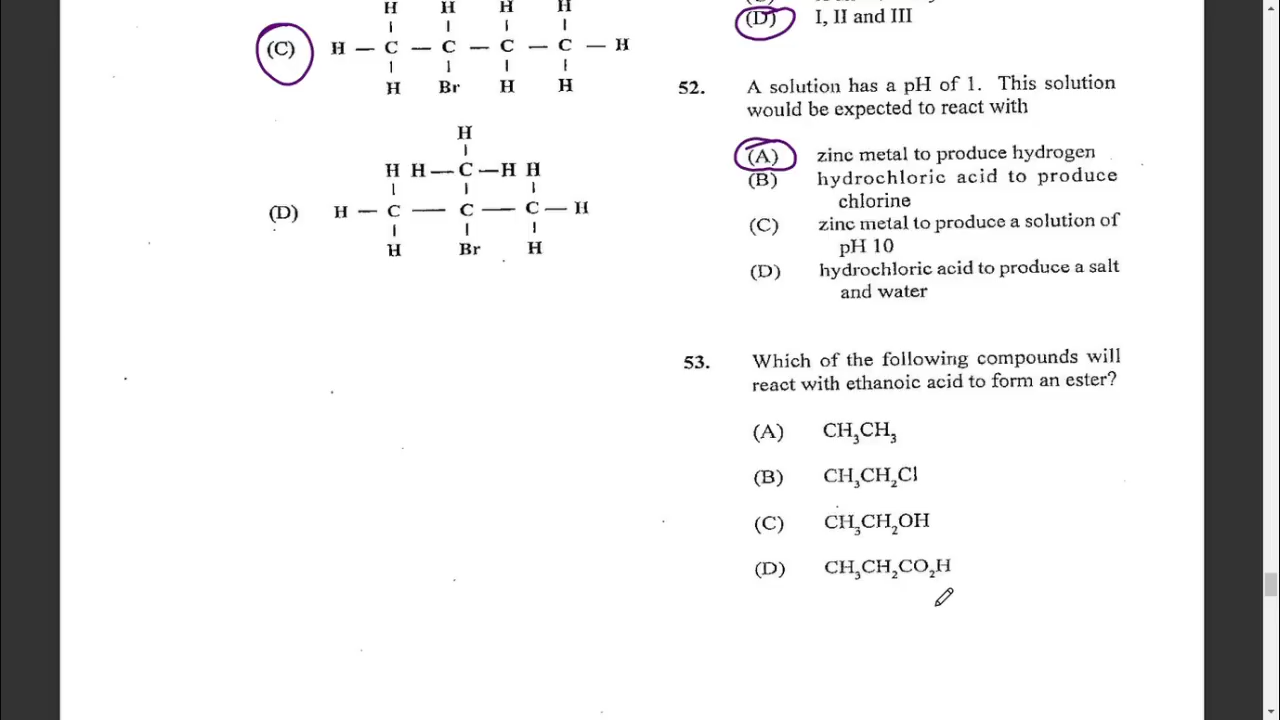 H H H H
| | | |
(C) H — C — C — C — C — H
| | | |
H Br H H
H
|
H H—C—H H
| | |
(D) H — C — C — C — H
| | |
H Br H
(D) I, II and III
52. A solution has a pH of 1. This solution
would be expected to react with
(A) zinc metal to produce hydrogen
(B) hydrochloric acid to produce
chlorine
(C) zinc metal to produce a solution of
pH 10
(D) hydrochloric acid to produce a salt
and water
53. Which of the following compounds will
react with ethanoic acid to form an ester?
(A) CH₃CH₃
(B) CH₃CH₂Cl
(C) CH₃CH₂OH
(D) CH₃CH₂CO₂H